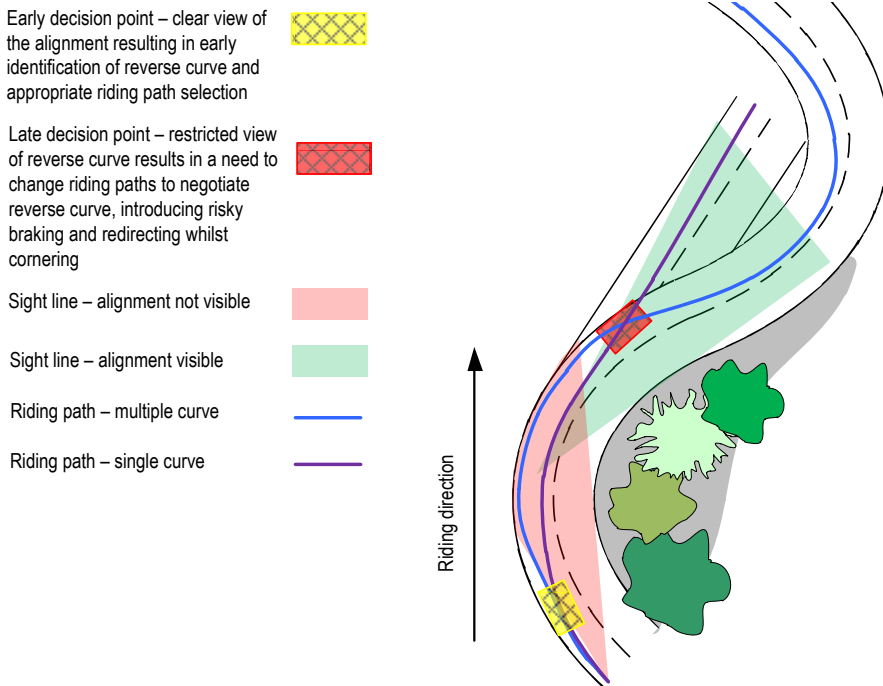 Early decision point – clear view of
the alignment resulting in early
identification of reverse curve and
appropriate riding path selection
Late decision point – restricted view
of reverse curve results in a need to
change riding paths to negotiate
reverse curve, introducing risky
braking and redirecting whilst
cornering
Sight line – alignment not visible
Sight line – alignment visible
Riding path – multiple curve
Riding path – single curve
Riding direction